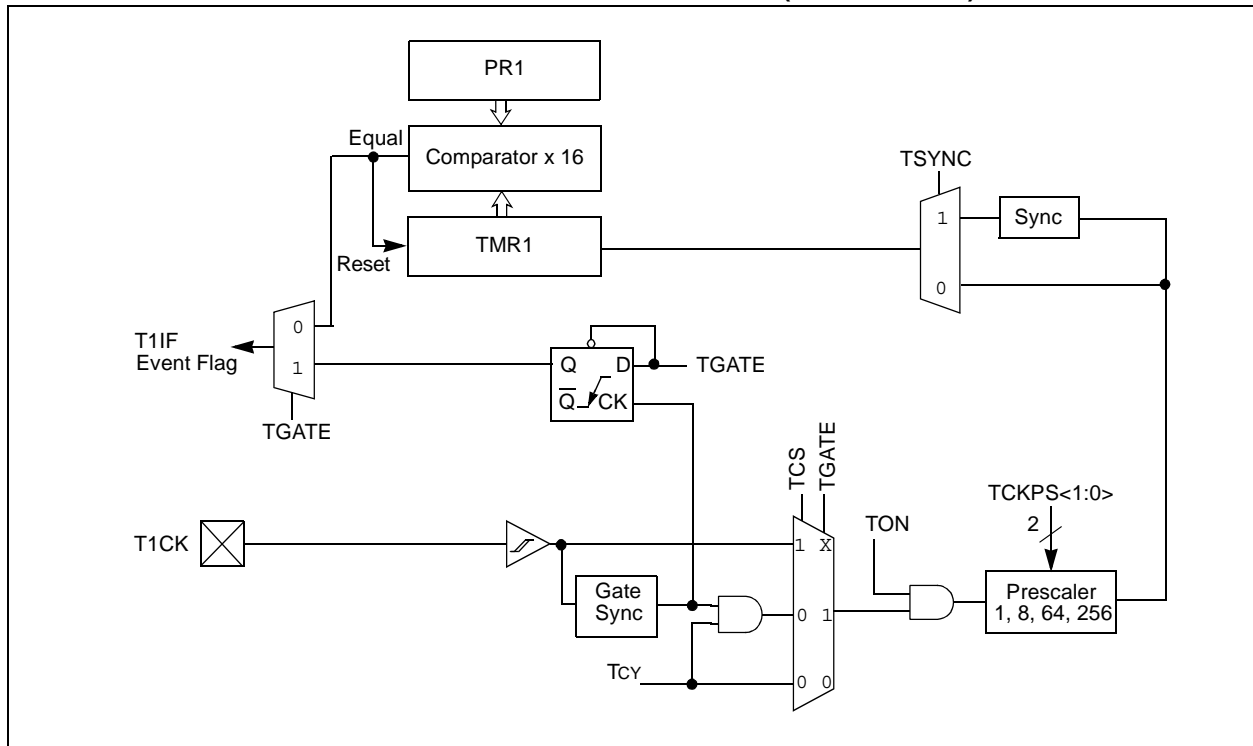 PR1
Equal
Comparator x 16
TSYNC
1
Sync
TMR1
Reset
0
T1IF
Event Flag
0
1
Q
D
TGATE
Q
CK
TGATE
TCS
TGATE
TCKPS<1:0>
2
TON
T1CK
1 X
Gate
Sync
0 1
Prescaler
1, 8, 64, 256
TCY
0 0